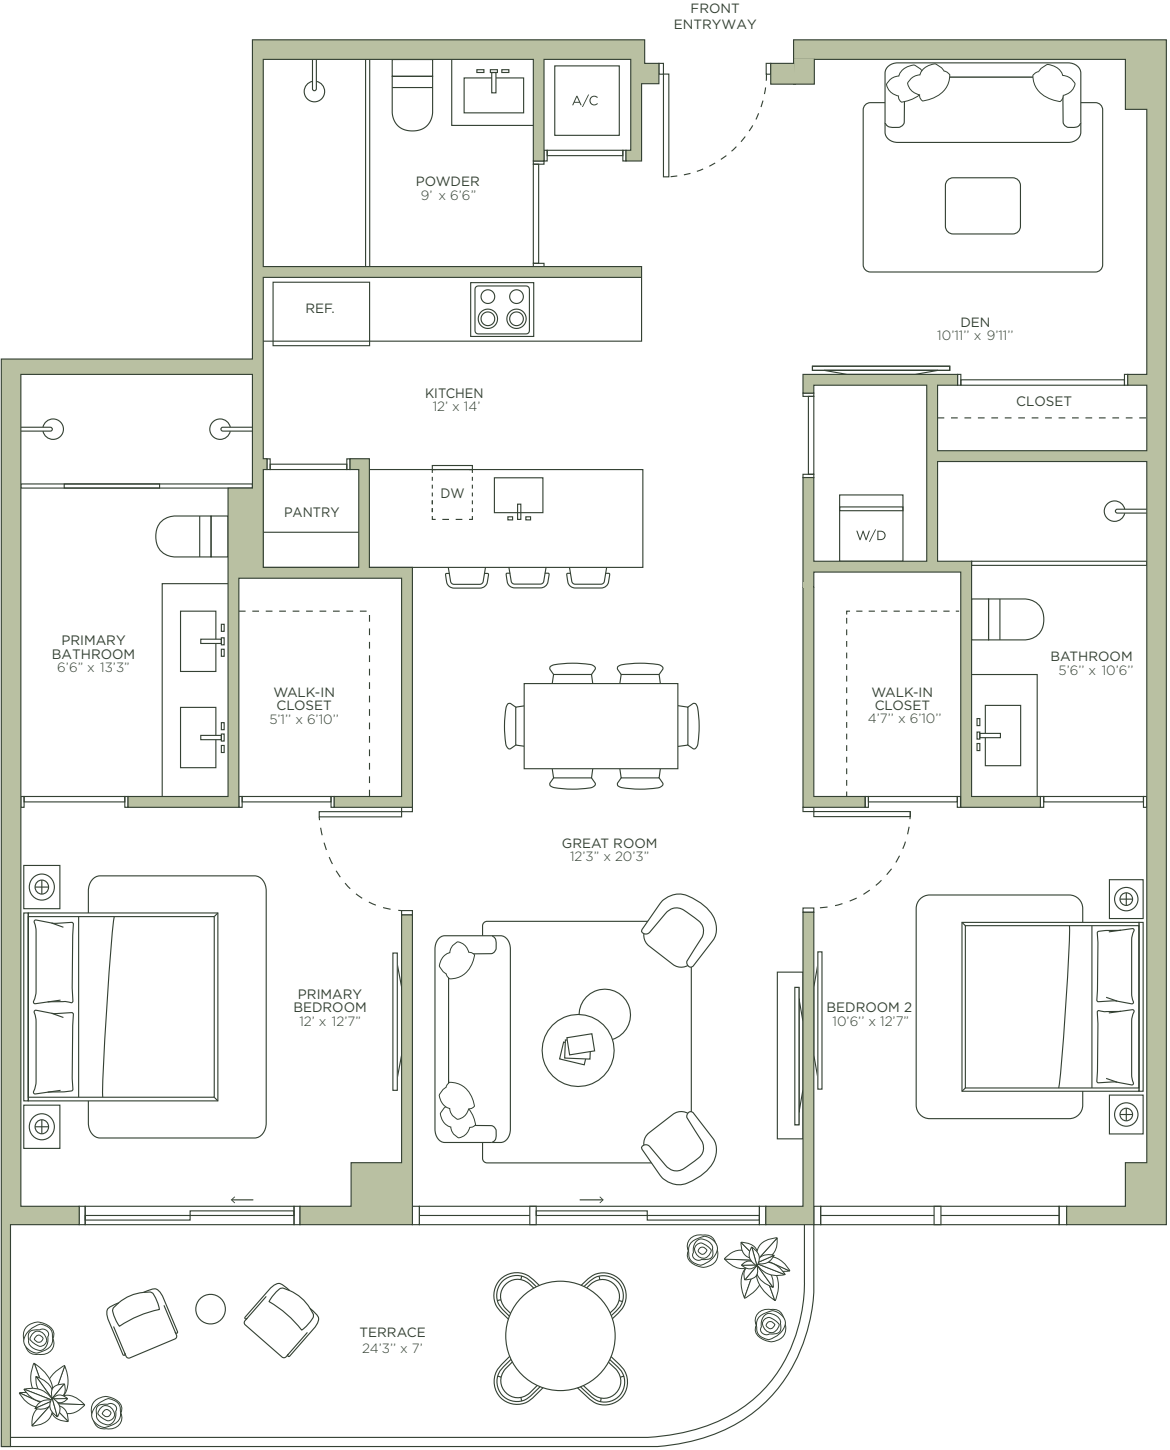 FRONT
ENTRYWAY
A/C
POWDER
9' x 6'6"
REF.
DEN
10'11" x 9'11"
KITCHEN
12' x 14'
CLOSET
DW
PANTRY
W/D
PRIMARY
BATHROOM
6'6" x 13'3"
BATHROOM
5'6" x 10'6"
WALK-IN
CLOSET
5'1" x 6'10"
WALK-IN
CLOSET
4'7" x 6'10"
GREAT ROOM
12'3" x 20'3"
PRIMARY
BEDROOM
12' x 12'7"
BEDROOM 2
10'6" x 12'7"
TERRACE
24'3" x 7'